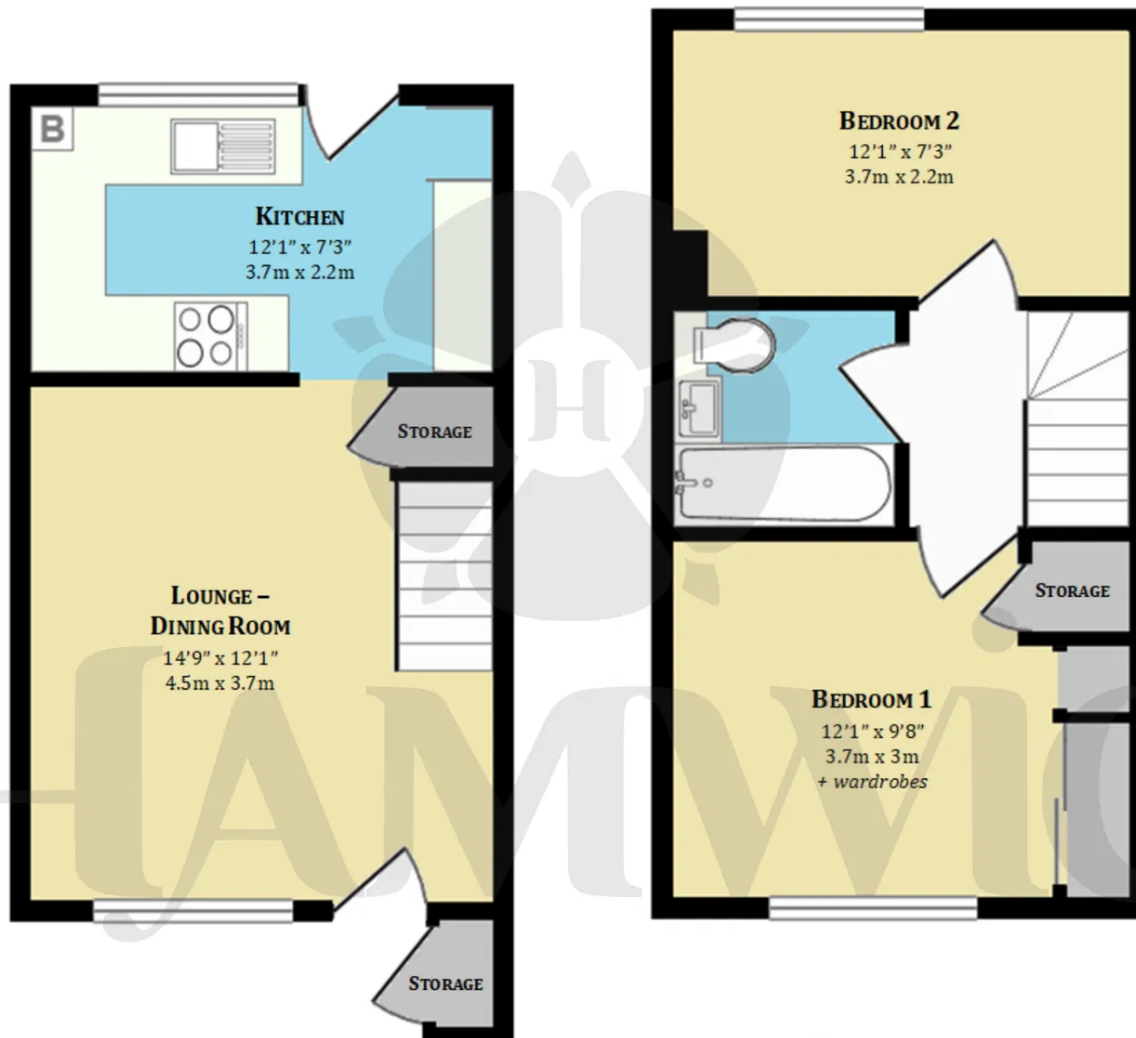 B
KITCHEN
12'1" x 7'3"
3.7m x 2.2m
STORAGE
LOUNGE –
DINING ROOM
14'9" x 12'1"
4.5m x 3.7m
STORAGE
BEDROOM 2
12'1" x 7'3"
3.7m x 2.2m
STORAGE
BEDROOM 1
12'1" x 9'8"
3.7m x 3m
+ wardrobes
H
HAMWIC